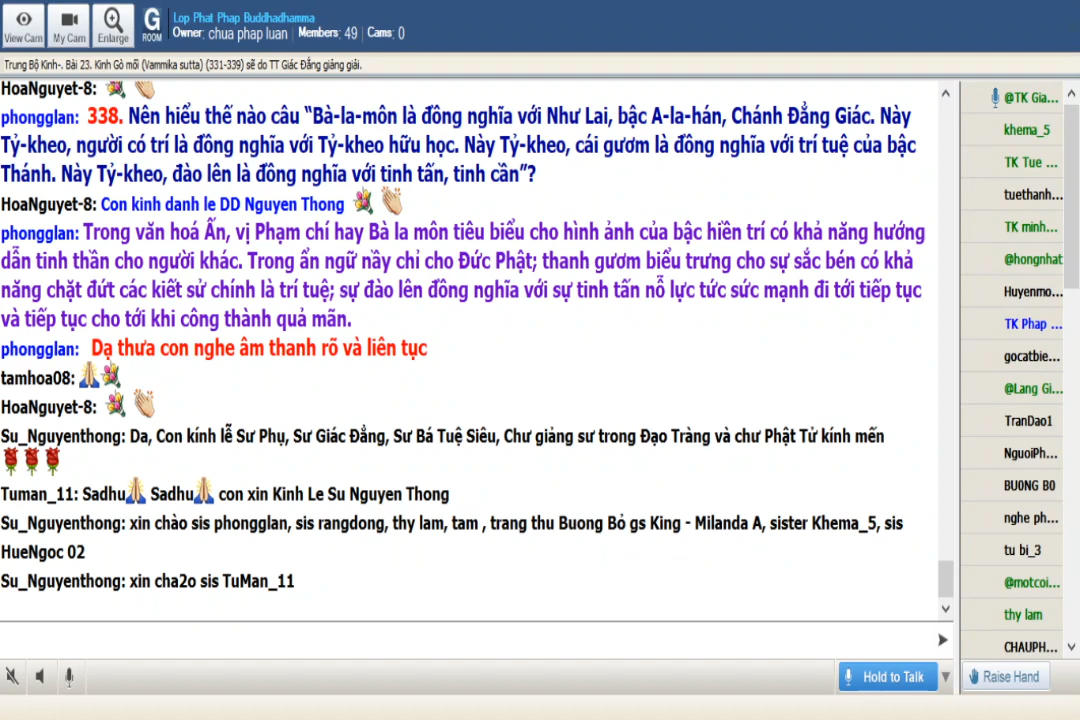 View Cam
My Cam
Enlarge
G
ROOM
Lop Phat Phap Buddhadhamma
Owner: chua phap luan | Members: 49 | Cams: 0
Trung Bộ Kinh-. Bài 23. Kinh Gò mối (Vammika sutta) (331-339) sẽ do TT Giác Đẳng giảng giải.
HoaNguyet-8:
phongglan: 338. Nên hiểu thế nào câu “Bà-la-môn là đồng nghĩa với Như Lai, bậc A-la-hán, Chánh Đẳng Giác. Này
Tỷ-kheo, người có trí là đồng nghĩa với Tỷ-kheo hữu học. Này Tỷ-kheo, cái gươm là đồng nghĩa với trí tuệ của bậc
Thánh. Này Tỷ-kheo, đào lên là đồng nghĩa với tinh tấn, tinh cần”?
HoaNguyet-8: Con kinh danh le DD Nguyen Thong
phongglan: Trong văn hoá Ấn, vị Phạm chí hay Bà la môn tiêu biểu cho hình ảnh của bậc hiền trí có khả năng hướng
dẫn tinh thần cho người khác. Trong ẩn ngữ nầy chỉ cho Đức Phật; thanh gươm biểu trưng cho sự sắc bén có khả
năng chặt đứt các kiết sử chính là trí tuệ; sự đào lên đồng nghĩa với sự tinh tấn nỗ lực tức sức mạnh đi tới tiếp tục
và tiếp tục cho tới khi công thành quả mãn.
phongglan: Dạ thưa con nghe âm thanh rõ và liên tục
tamhoa08:
HoaNguyet-8:
Su_Nguyenthong: Da, Con kính lễ Sư Phụ, Sư Giác Đẳng, Sư Bá Tuệ Siêu, Chư giảng sư trong Đạo Tràng và chư Phật Tử kính mến
Tuman_11: Sadhu Sadhu con xin Kinh Le Su Nguyen Thong
Su_Nguyenthong: xin chào sis phongglan, sis rangdong, thy lam, tam , trang thu Buong Bỏ gs King - Milanda A, sister Khema_5, sis
HueNgoc 02
Su_Nguyenthong: xin cha2o sis TuMan_11
@TK Gia...
khema_5
TK Tue ...
tuethanh...
TK minh...
@hongnhat
Huyenmo...
TK Phap ...
gocatbie...
@Lang Gi...
TranDao1
NguoiPh...
BUONG BO
nghe ph...
tu bi_3
@motcoi...
thy lam
CHAUPH...
Hold to Talk
Raise Hand